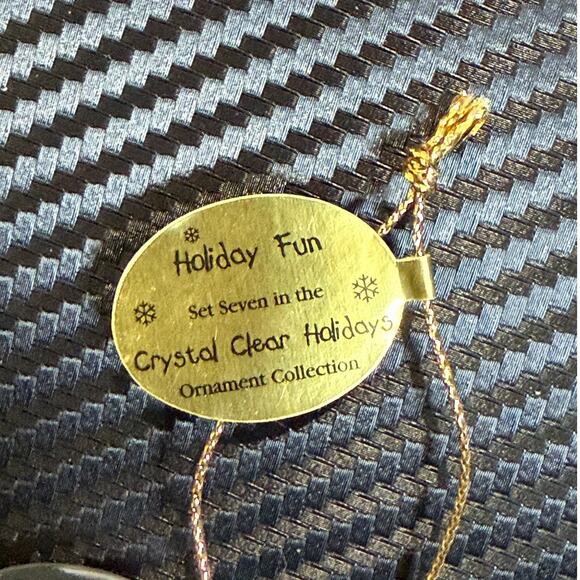 Holiday Fun
Set Seven in the
Crystal Clear Holidays
Ornament Collection